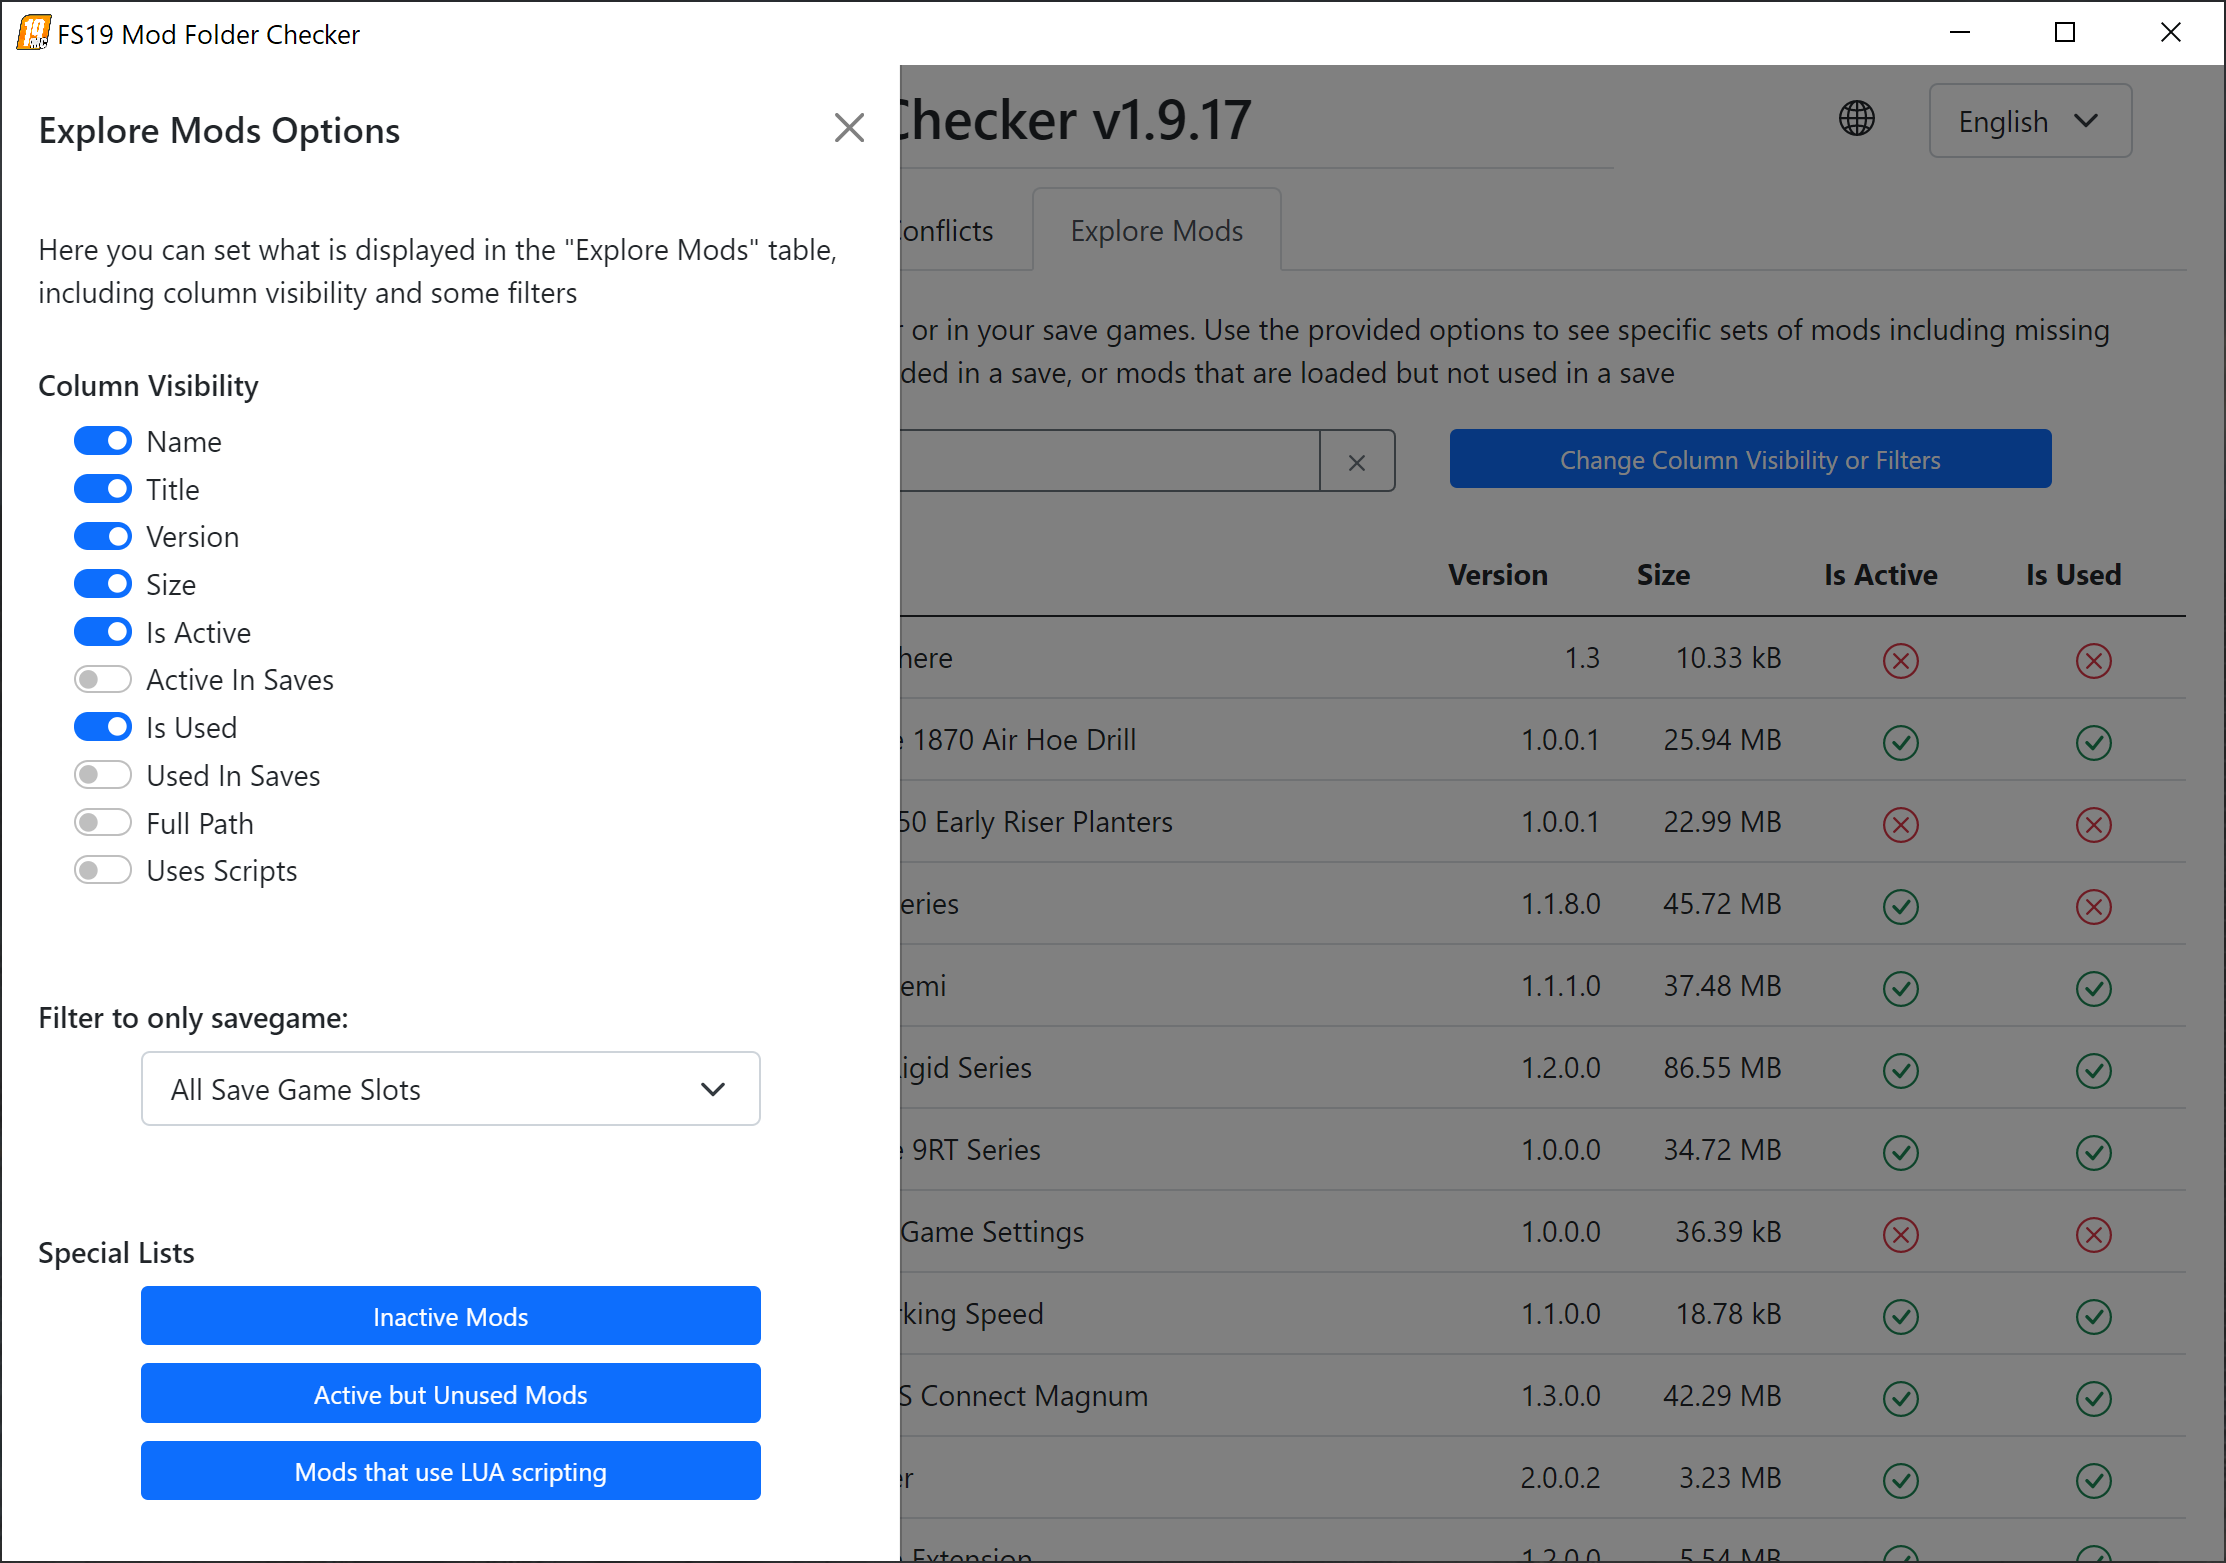 FS19 Mod Folder Checker
Explore Mods Options
Here you can set what is displayed in the "Explore Mods" table,
including column visibility and some filters
Column Visibility
Name
Title
Version
Size
Is Active
Active In Saves
Is Used
Used In Saves
Full Path
Uses Scripts
Filter to only savegame:
All Save Game Slots
Special Lists
Inactive Mods
Active but Unused Mods
Mods that use LUA scripting
Checker v1.9.17
English
Conflicts
Explore Mods
or in your save games. Use the provided options to see specific sets of mods including missing
ded in a save, or mods that are loaded but not used in a save
Change Column Visibility or Filters
Version Size Is Active Is Used
here 1.3 10.33 kB
1870 Air Hoe Drill 1.0.0.1 25.94 MB
50 Early Riser Planters 1.0.0.1 22.99 MB
eries 1.1.8.0 45.72 MB
emi 1.1.1.0 37.48 MB
igid Series 1.2.0.0 86.55 MB
9RT Series 1.0.0.0 34.72 MB
Game Settings 1.0.0.0 36.39 kB
rking Speed 1.1.0.0 18.78 kB
S Connect Magnum 1.3.0.0 42.29 MB
er 2.0.0.2 3.23 MB
Extension 1.2.0.0 5.54 MB